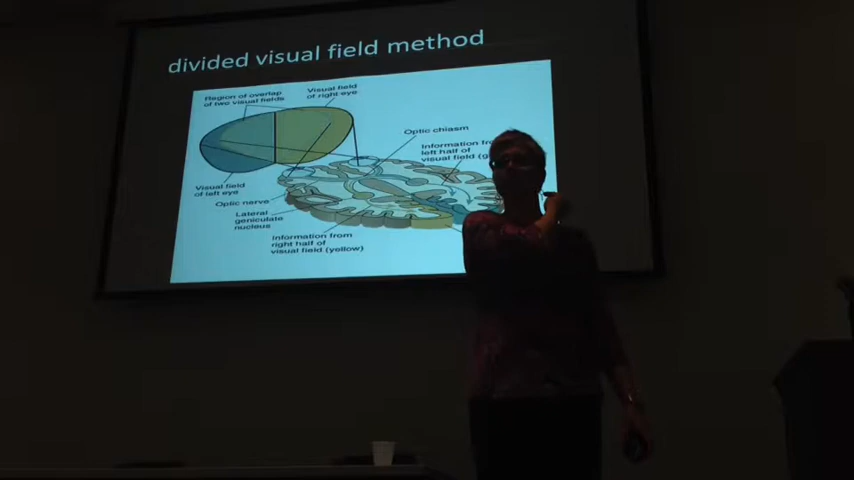 divided visual field method
Region of overlap
of two visual fields
Visual field
of right eye
Optic chiasm
Information
left half of
visual field
Visual field
of left eye
Optic nerve
Lateral
geniculate
nucleus
Information from
right half of
visual field (yellow)